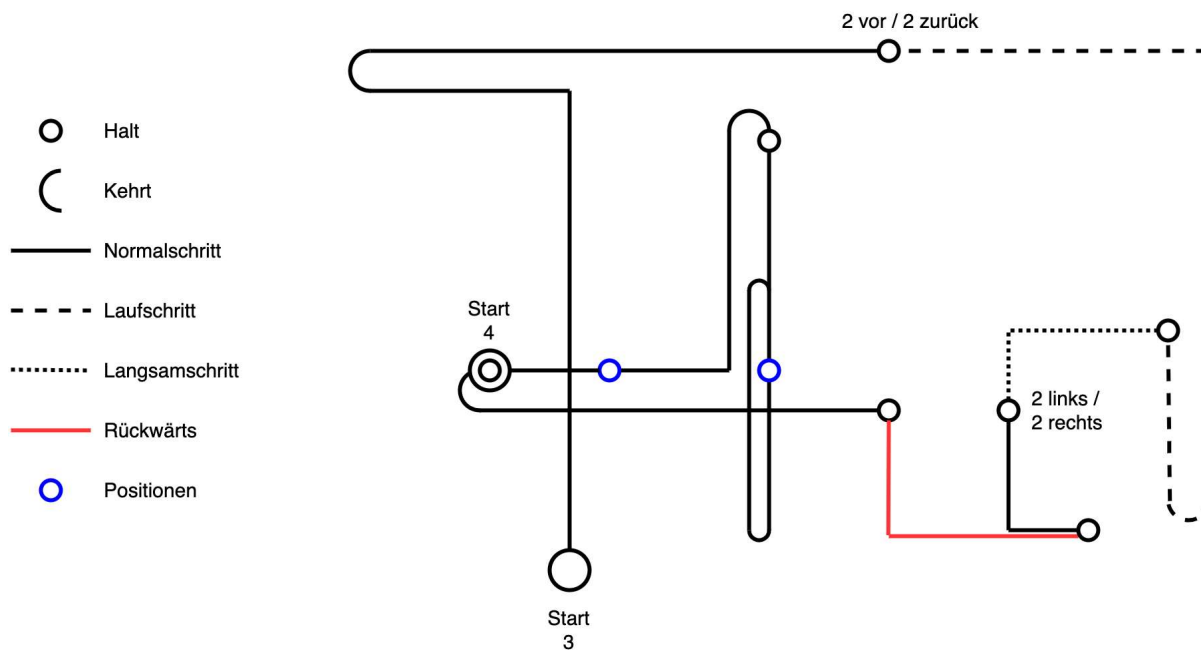 2 vor / 2 zurück
Halt
Kehrt
Normalschritt
Laufschritt
Langsamschritt
Rückwärts
Positionen
Start
4
2 links /
2 rechts
Start
3